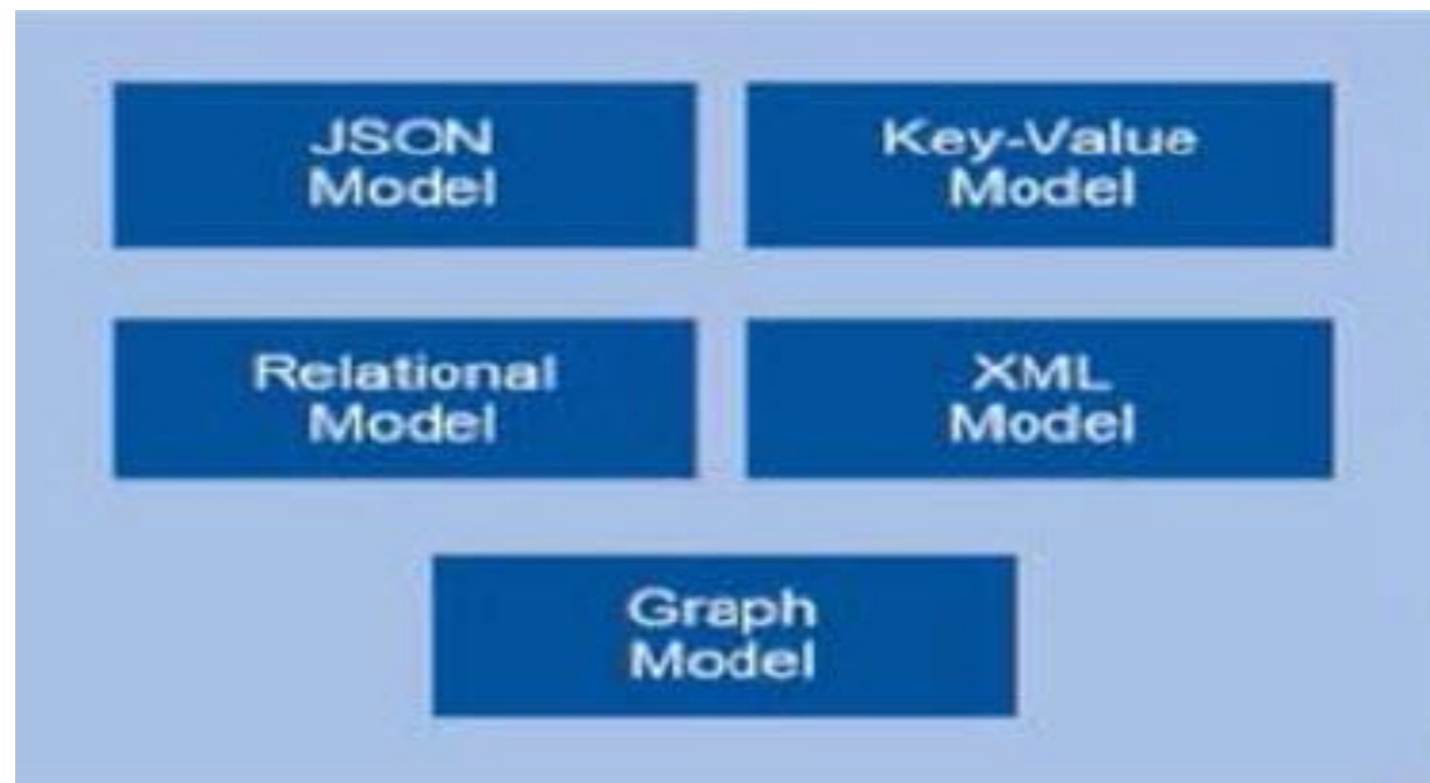 JSON
Model
Key-Value
Model
Relational
Model
XML
Model
Graph
Model